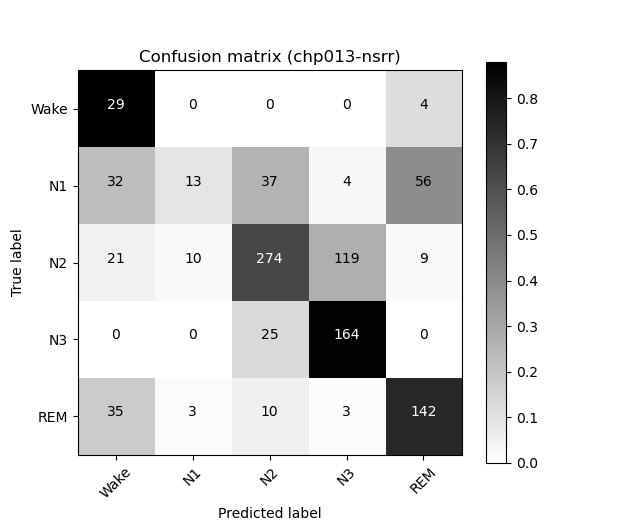 Confusion matrix (chp013-nsrr)
Wake 29 0 0 0 4
N1 32 13 37 4 56
N2 21 10 274 119 9
N3 0 0 25 164 0
REM 35 3 10 3 142
Wake N1 N2 N3 REM
Predicted label
True label
0.8
0.7
0.6
0.5
0.4
0.3
0.2
0.1
0.0